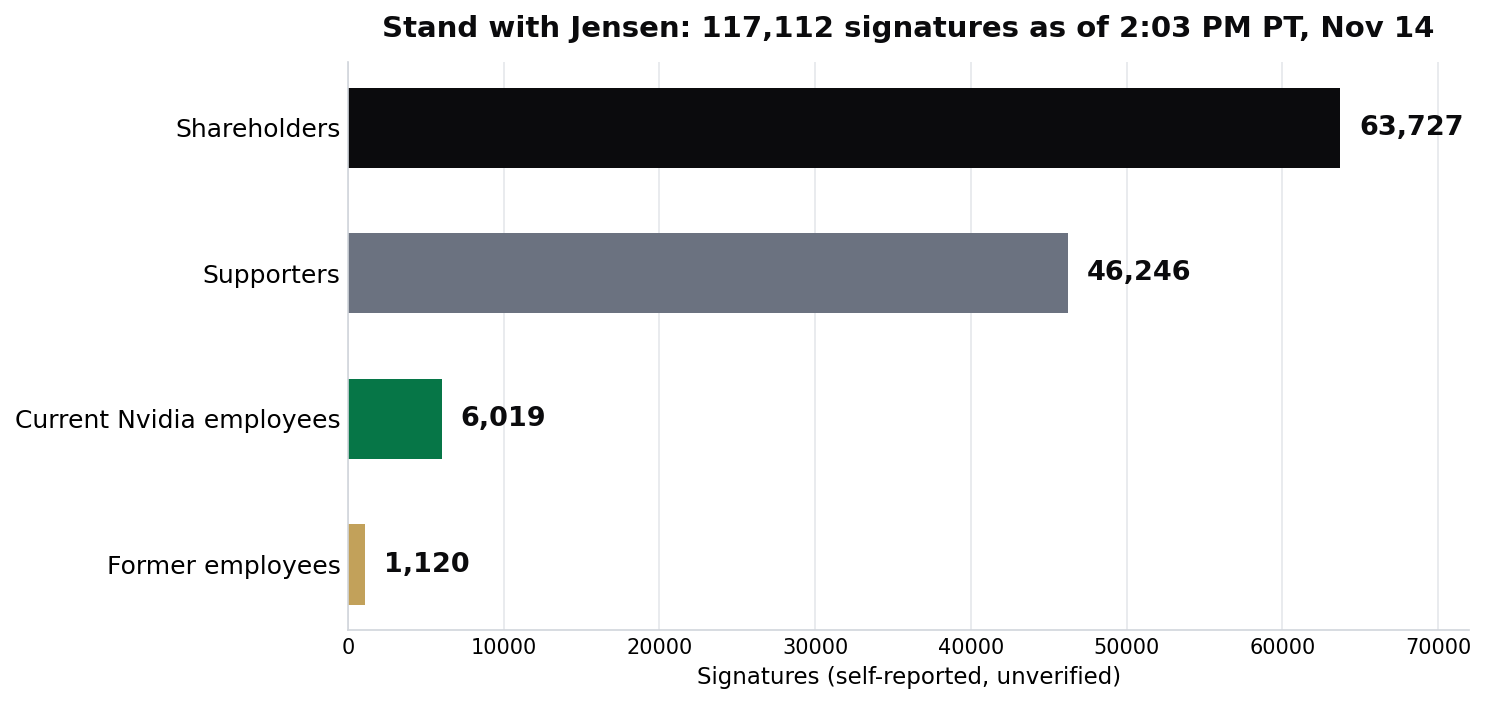 Stand with Jensen: 117,112 signatures as of 2:03 PM PT, Nov 14
Shareholders 63,727
Supporters 46,246
Current Nvidia employees 6,019
Former employees 1,120
0 10000 20000 30000 40000 50000 60000 70000
Signatures (self-reported, unverified)